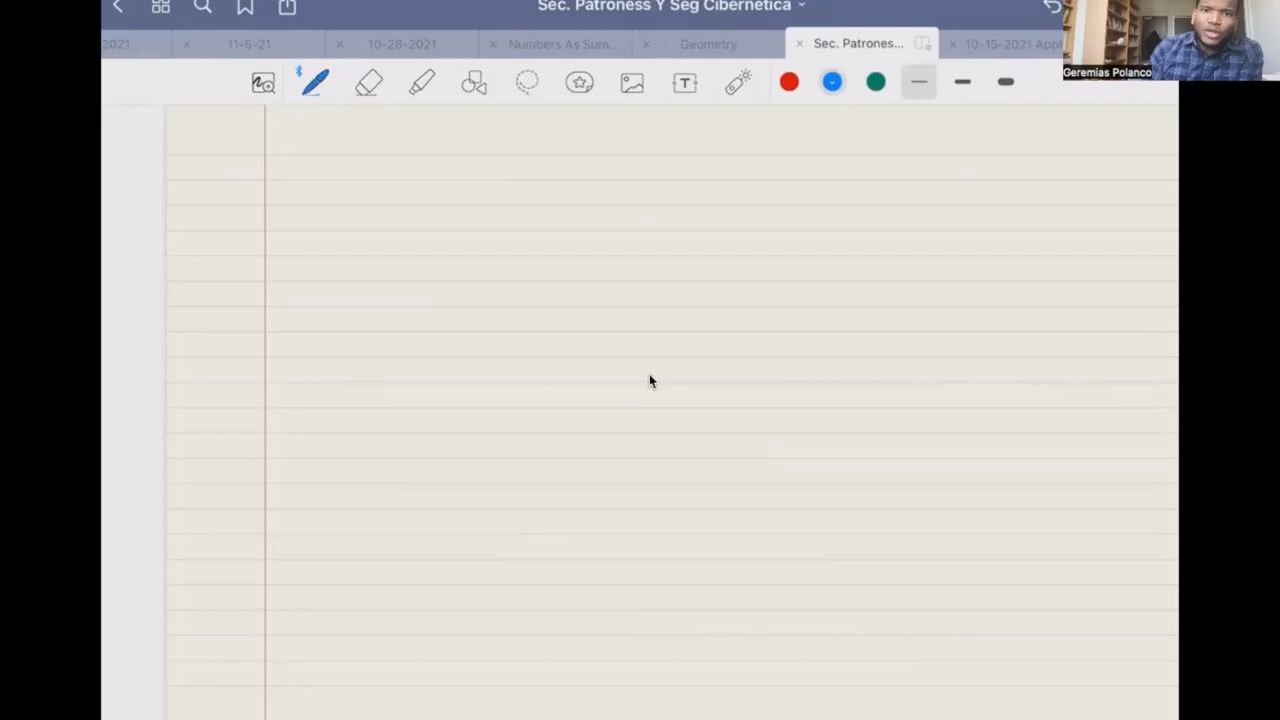 Sec. Patroness Y Seg Cibernetica
2021
11-5-21
10-28-2021
Numbers As Sum...
Geometry
Sec. Patrones...
10-15-2021 Appl
T
Geremias Polanco